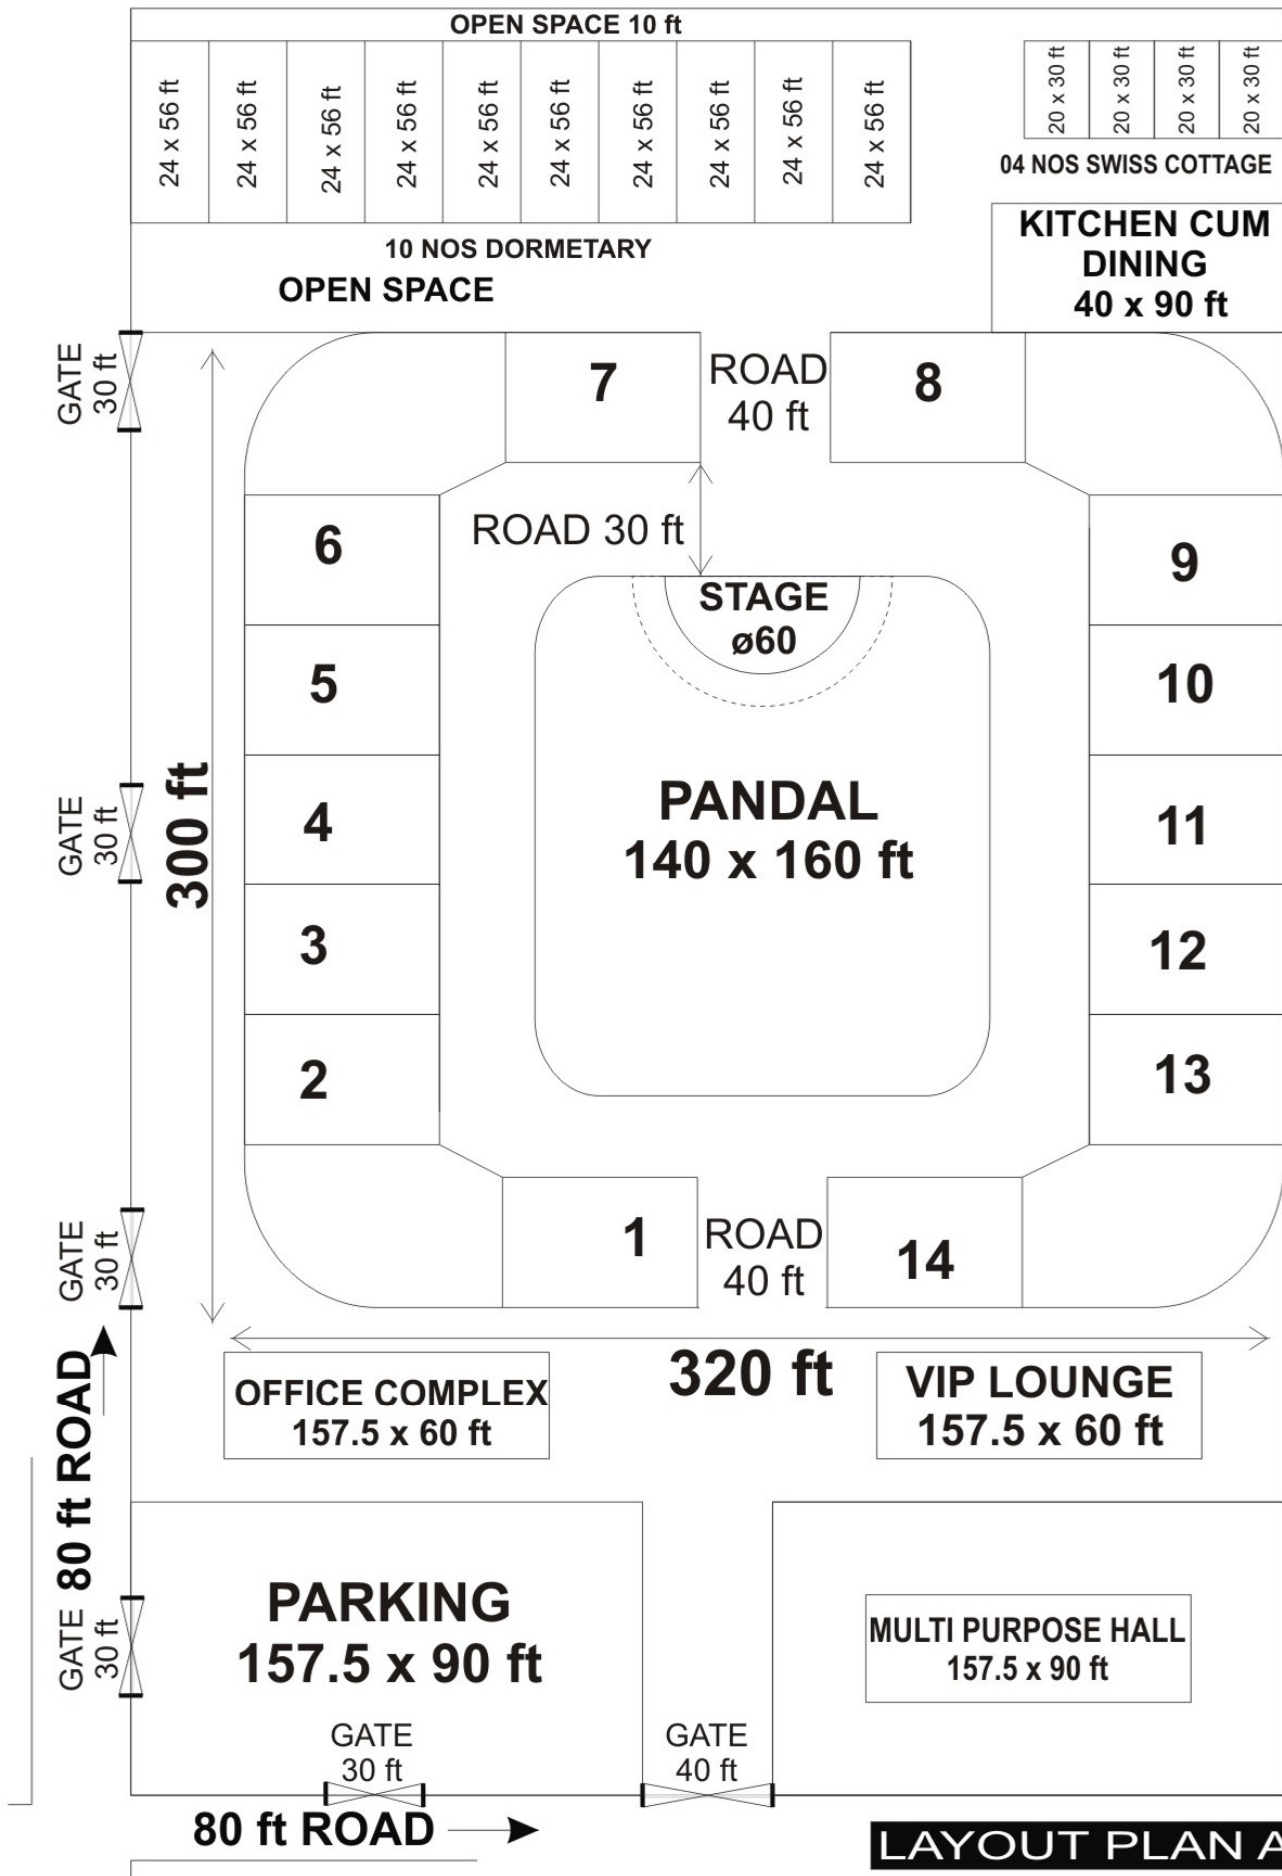 OPEN SPACE 10 ft
24 x 56 ft
24 x 56 ft
24 x 56 ft
24 x 56 ft
24 x 56 ft
24 x 56 ft
24 x 56 ft
24 x 56 ft
24 x 56 ft
24 x 56 ft
20 x 30 ft
20 x 30 ft
20 x 30 ft
20 x 30 ft
04 NOS SWISS COTTAGE
10 NOS DORMETARY
OPEN SPACE
KITCHEN CUM
DINING
40 x 90 ft
GATE
30 ft
7
ROAD
40 ft
8
6
ROAD 30 ft
9
STAGE
ø60
5
10
GATE
30 ft
300 ft
4
PANDAL
140 x 160 ft
11
3
12
2
13
GATE
30 ft
1
ROAD
40 ft
14
320 ft
80 ft ROAD
OFFICE COMPLEX
157.5 x 60 ft
VIP LOUNGE
157.5 x 60 ft
GATE
30 ft
PARKING
157.5 x 90 ft
MULTI PURPOSE HALL
157.5 x 90 ft
GATE
30 ft
GATE
40 ft
80 ft ROAD
LAYOUT PLAN A